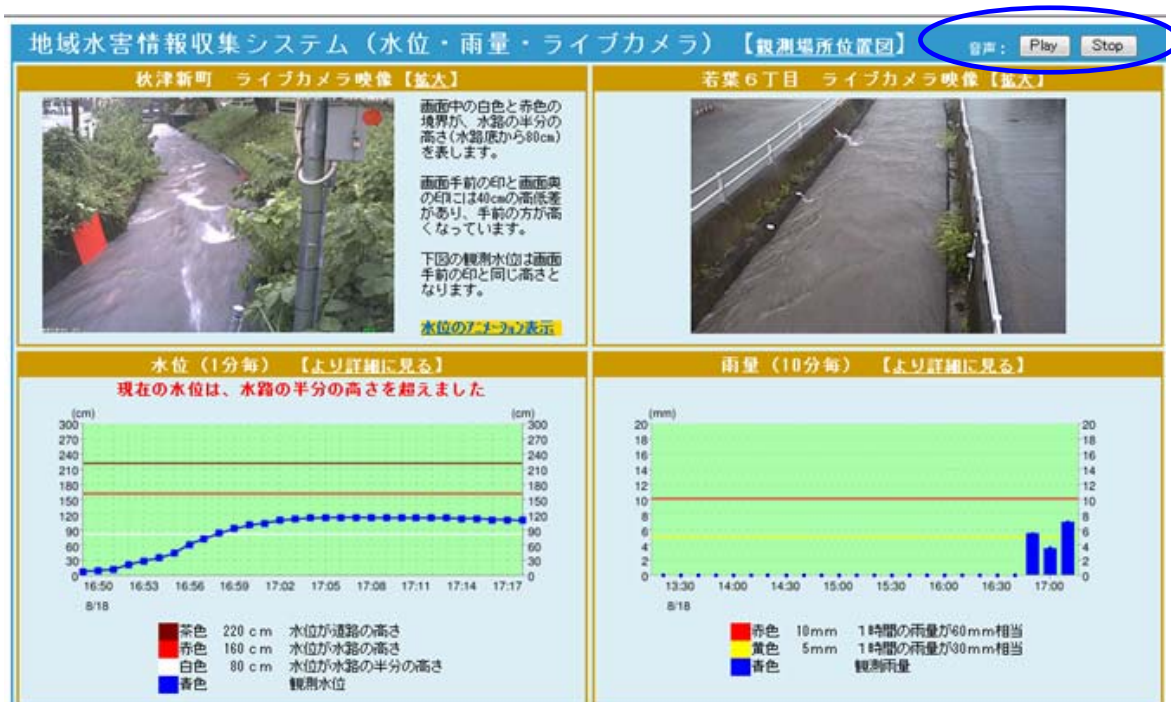 地域水害情報収集システム（水位・雨量・ライブカメラ） 【観測場所位置図】 音声： Play Stop
秋津新町 ライブカメラ映像【拡大】
画面中の白色と赤色の
境界が、水路の半分の
高さ(水路底から80cm)
を表します。
画面手前の印と画面奥
の印には40cmの高低差
があり、手前の方が高
くなっています。
下図の観測水位は画面
手前の印と同じ高さと
なります。
水位のアニメーション表示
若葉６丁目 ライブカメラ映像【拡大】
水位（1分毎） 【より詳細に見る】
現在の水位は、水路の半分の高さを超えました
(cm) (cm)
300 300
270 270
240 240
210 210
180 180
150 150
120 120
90 90
60 60
30 30
0 0
16:50 16:53 16:56 16:59 17:02 17:05 17:08 17:11 17:14 17:17
8/18
茶色 220ｃｍ 水位が道路の高さ
赤色 160ｃｍ 水位が水路の高さ
白色 80ｃｍ 水位が水路の半分の高さ
青色 観測水位
雨量（10分毎） 【より詳細に見る】
(mm)
20 20
18 18
16 16
14 14
12 12
10 10
8 8
6 6
4 4
2 2
0 0
13:30 14:00 14:30 15:00 15:30 16:00 16:30 17:00
8/18
赤色 10mm １時間の雨量が60mm相当
黄色 5mm １時間の雨量が30mm相当
青色 観測雨量